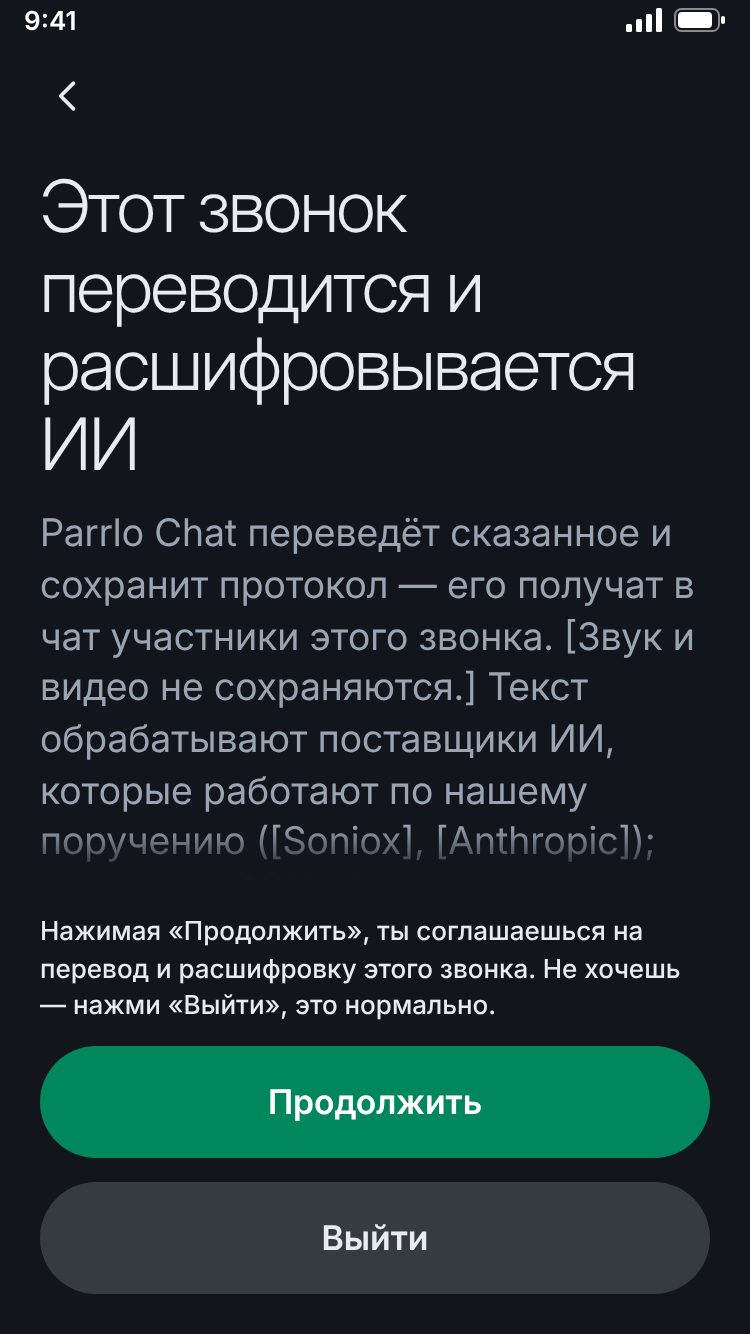 9:41
Этот звонок
переводится и
расшифровывается
ИИ
Parrlo Chat переведёт сказанное и
сохранит протокол — его получат в
чат участники этого звонка. [Звук и
видео не сохраняются.] Текст
обрабатывают поставщики ИИ,
которые работают по нашему
поручению ([Soniox], [Anthropic]);
Нажимая «Продолжить», ты соглашаешься на
перевод и расшифровку этого звонка. Не хочешь
— нажми «Выйти», это нормально.
Продолжить
Выйти